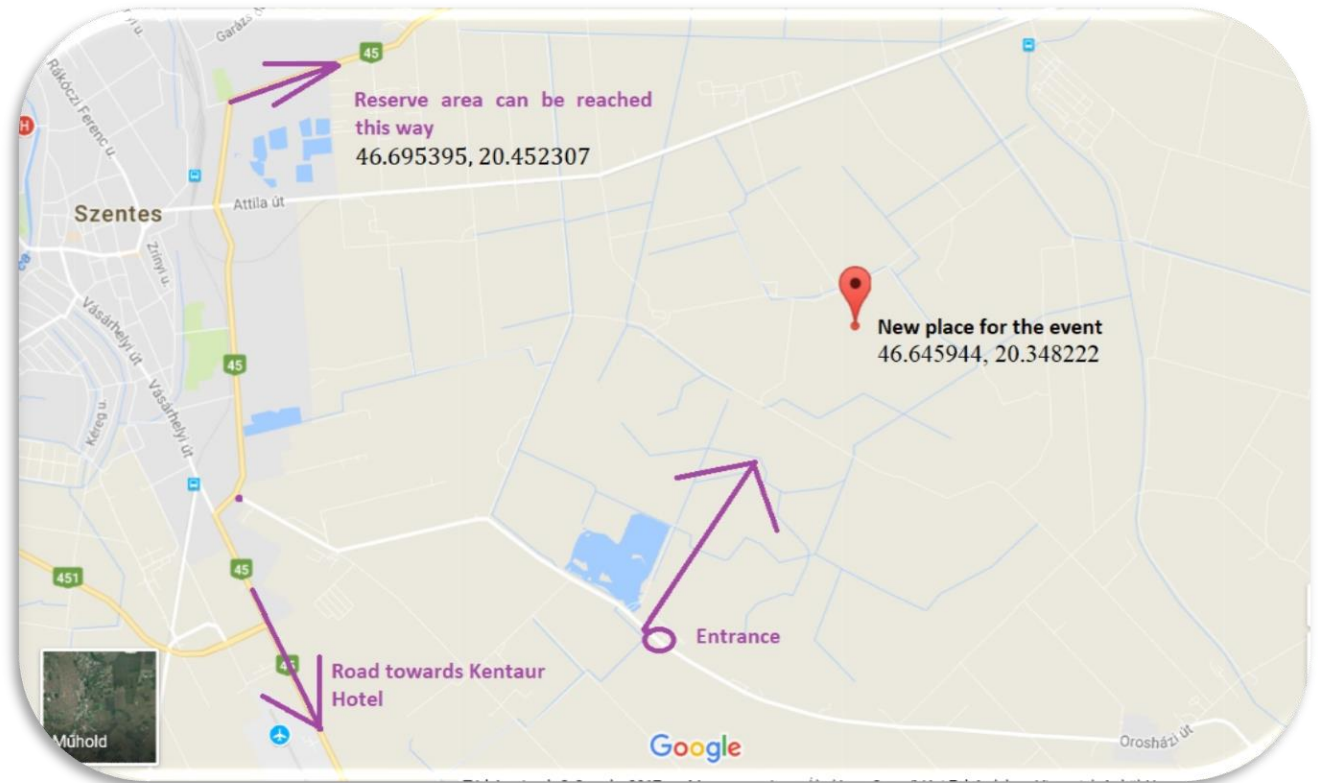 Garázs
45
Rákóczi Ferenc u.
Reserve area can be reached
this way
46.695395, 20.452307
H
Szentes
Attila út
Zrínyi u.
New place for the event
46.645944, 20.348222
Vásárhelyi út
45
Vásárhelyi út
Kéreg u.
451
45
Entrance
45
Road towards Kentaur
Hotel
Műhold
Google
Orosházi út